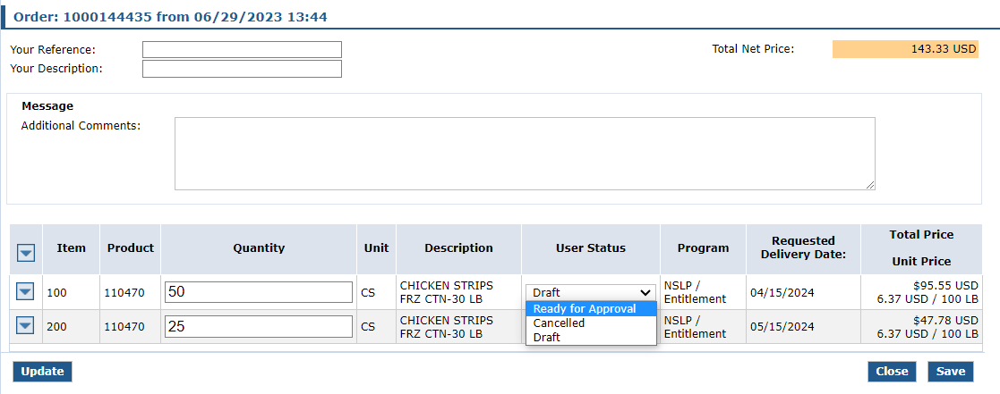 Order: 1000144435 from 06/29/2023 13:44
Your Reference:
Total Net Price: 143.33 USD
Your Description:
Message
Additional Comments:
Item Product Quantity Unit Description User Status Program Requested Delivery Date: Total Price Unit Price
100 110470 50 CS CHICKEN STRIPS FRZ CTN-30 LB Draft NSLP / Entitlement 04/15/2024 $95.55 USD 6.37 USD / 100 LB
Ready for Approval
Cancelled
Draft
200 110470 25 CS CHICKEN STRIPS FRZ CTN-30 LB NSLP / Entitlement 05/15/2024 $47.78 USD 6.37 USD / 100 LB
Update Close Save